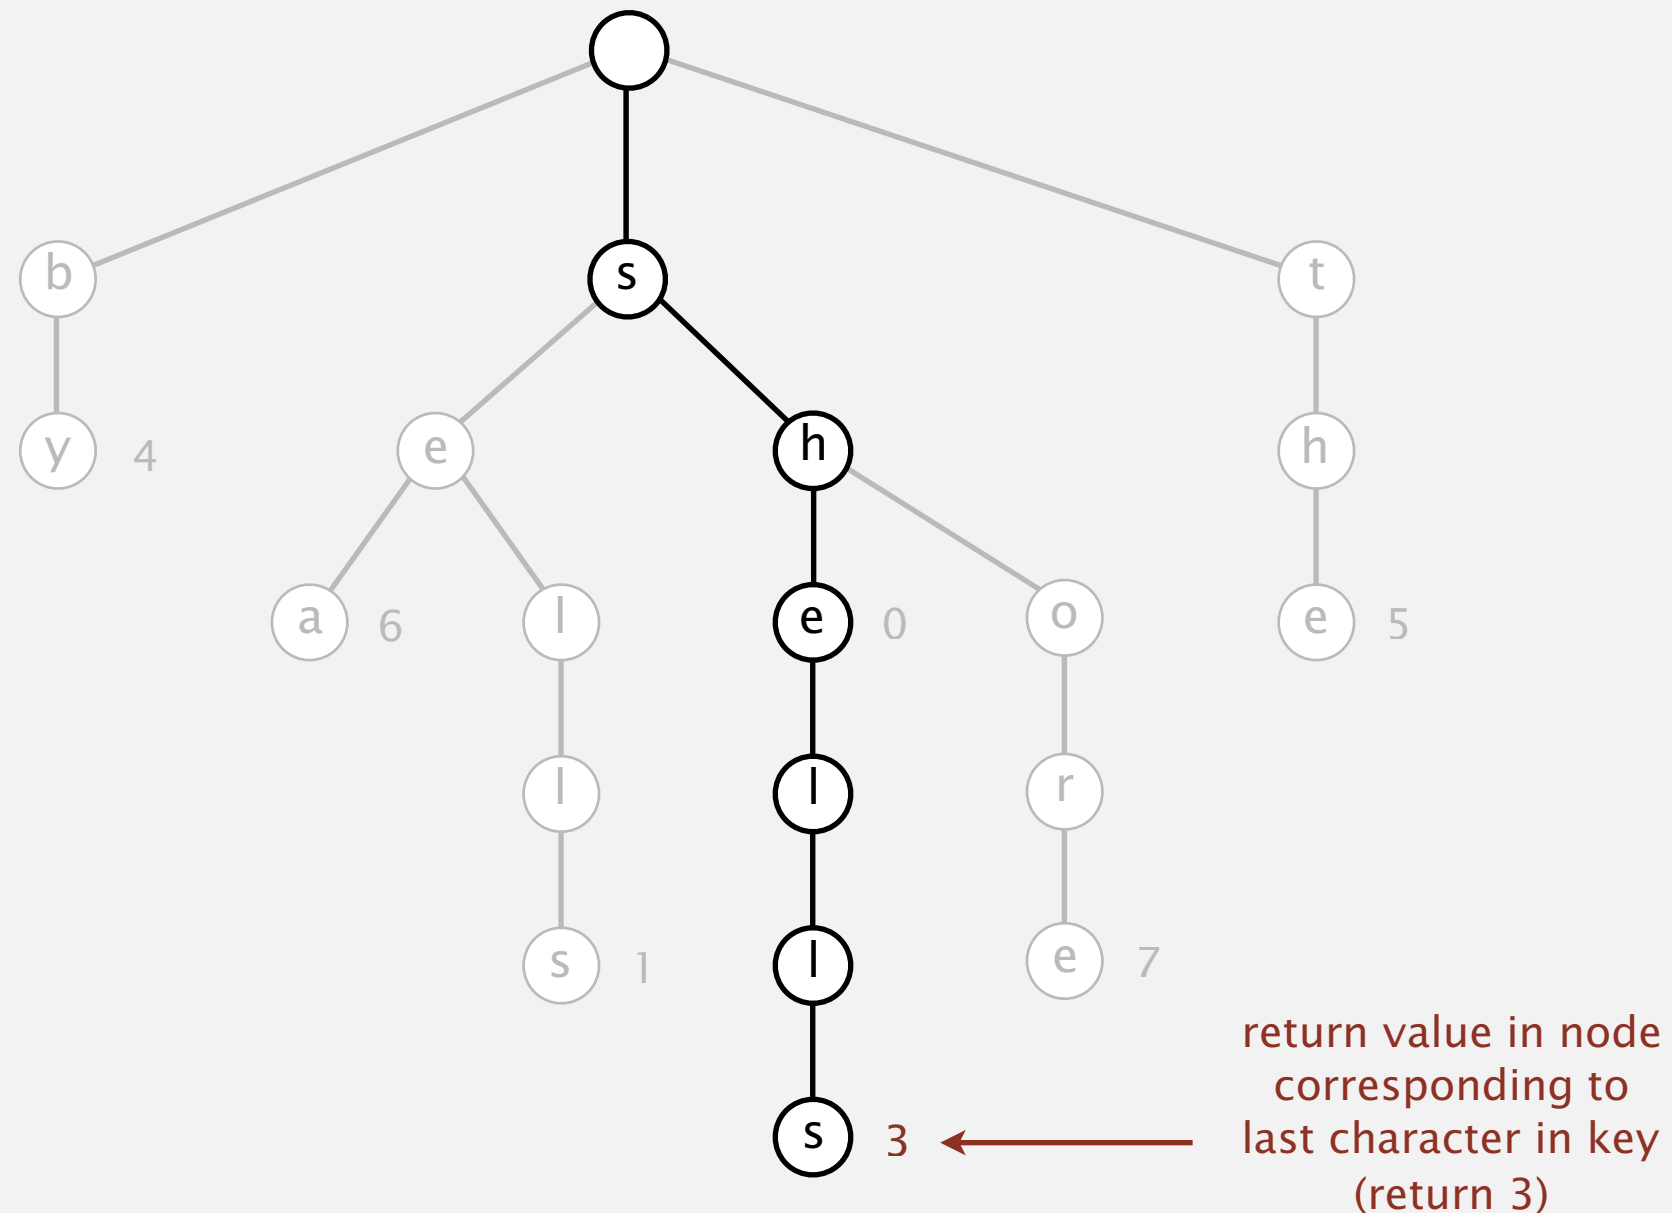 b s t
y 4 e h h
a 6 l e 0 o e 5
l l r
s 1 l e 7
s 3
return value in node
corresponding to
last character in key
(return 3)